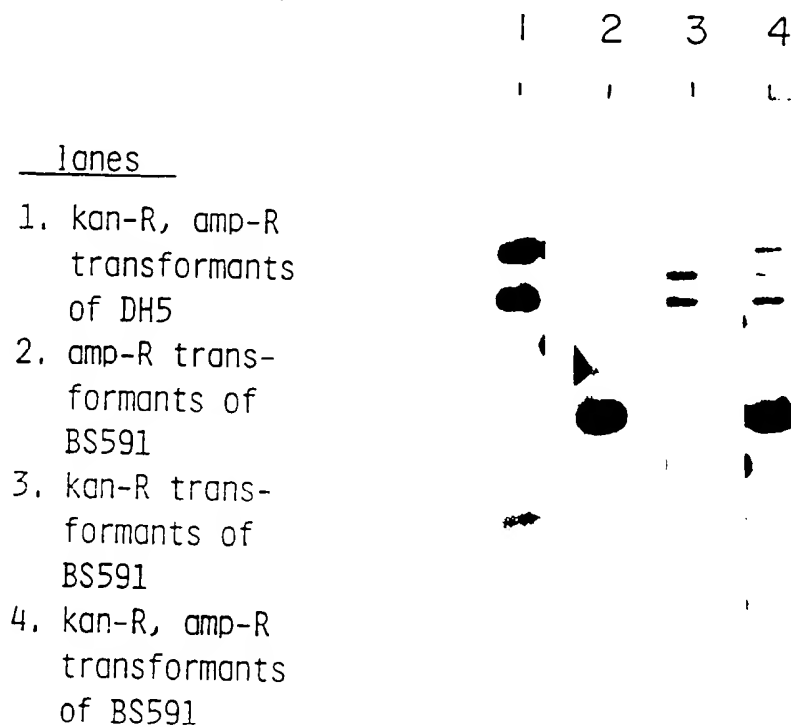 1 2 3 4
lanes
1. kan-R, amp-R
transformants
of DH5
2. amp-R trans-
formants of
BS591
3. kan-R trans-
formants of
BS591
4. kan-R, amp-R
transformants
of BS591